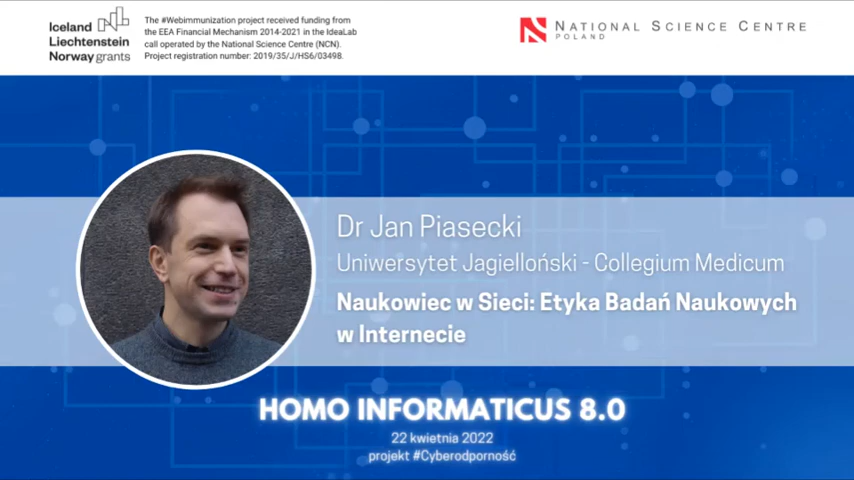 Iceland
Liechtenstein
Norway grants
The #Webimmunization project received funding from
the EEA Financial Mechanism 2014-2021 in the IdeaLab
call operated by the National Science Centre (NCN).
Project registration number: 2019/35/J/HS6/03498.
NATIONAL SCIENCE CENTRE
POLAND
Dr Jan Piasecki
Uniwersytet Jagielloński - Collegium Medicum
Naukowiec w Sieci: Etyka Badań Naukowych
w Internecie
HOMO INFORMATICUS 8.0
22 kwietnia 2022
projekt #Cyberodporność